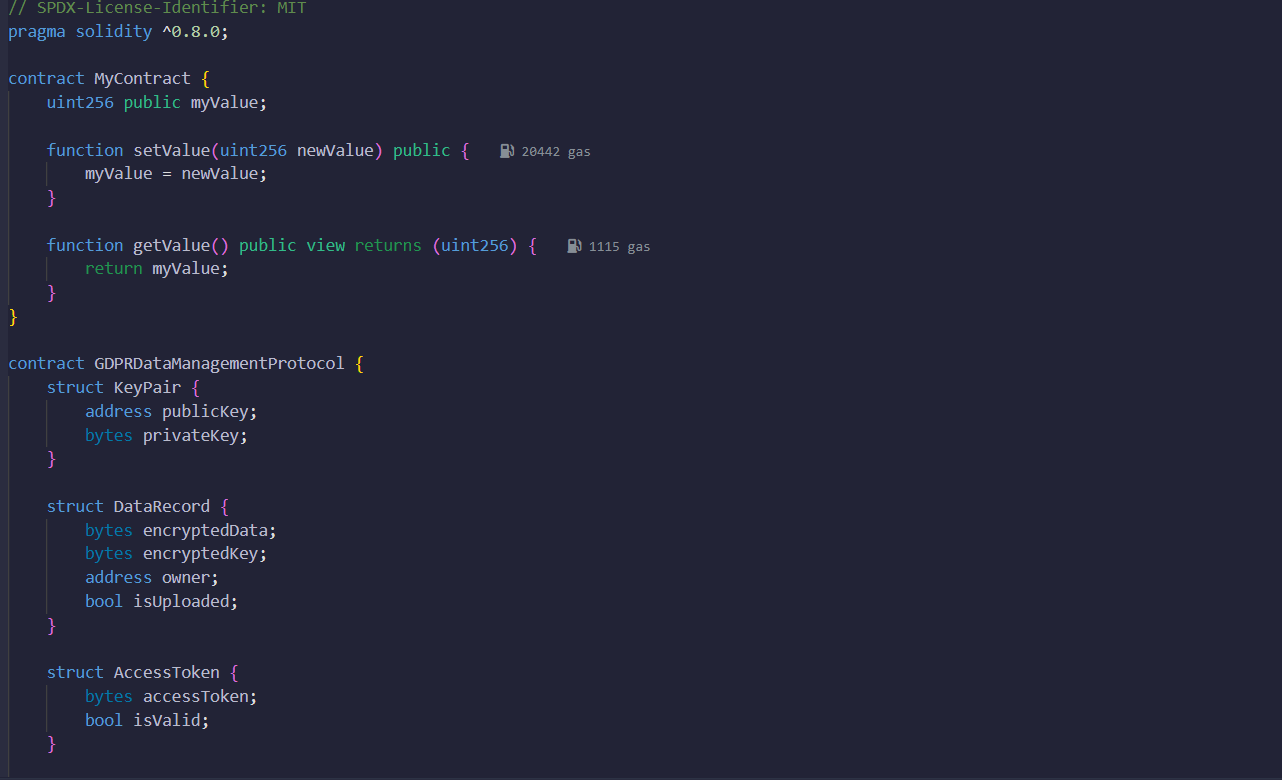 // SPDX-License-Identifier: MIT
pragma solidity ^0.8.0;

contract MyContract {
    uint256 public myValue;

    function setValue(uint256 newValue) public {    20442 gas
        myValue = newValue;
    }

    function getValue() public view returns (uint256) {    1115 gas
        return myValue;
    }
}

contract GDPRDataManagementProtocol {
    struct KeyPair {
        address publicKey;
        bytes privateKey;
    }

    struct DataRecord {
        bytes encryptedData;
        bytes encryptedKey;
        address owner;
        bool isUploaded;
    }

    struct AccessToken {
        bytes accessToken;
        bool isValid;
    }